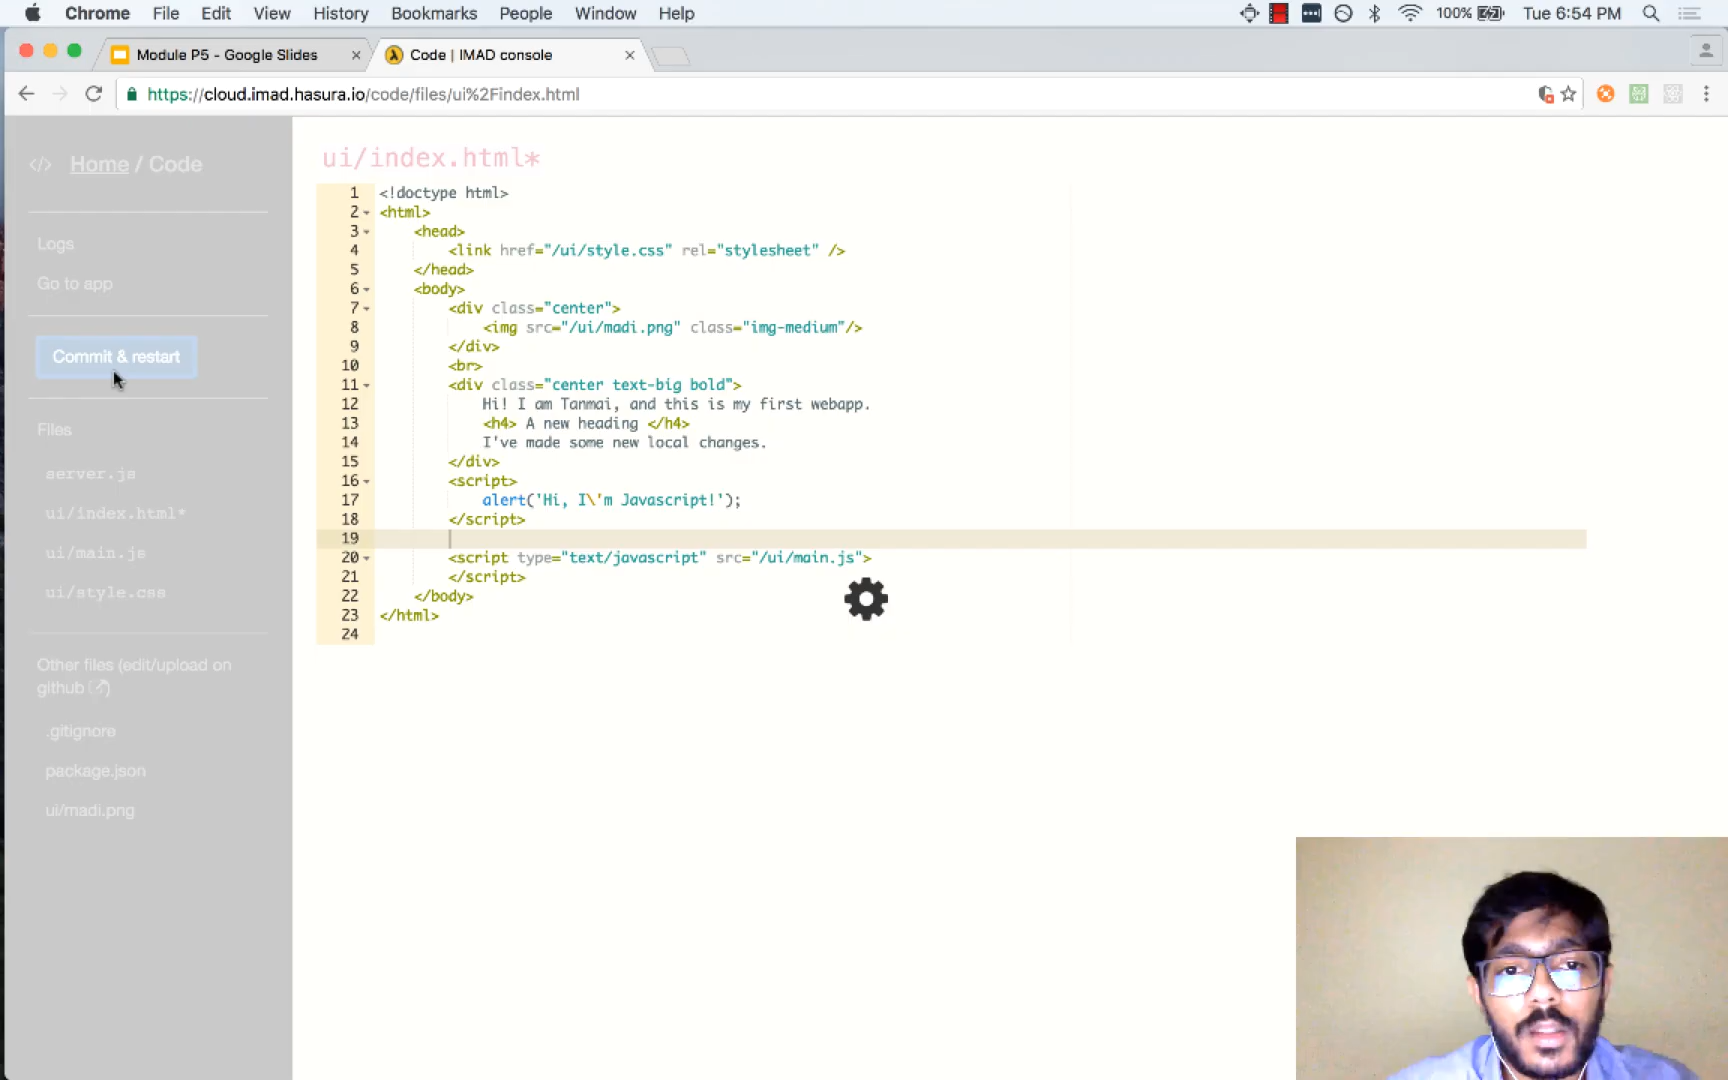 Chrome File Edit View History Bookmarks People Window Help 100% Tue 6:54 PM
Module P5 - Google Slides × Code | IMAD console ×
https://cloud.imad.hasura.io/code/files/ui%2Findex.html
</> Home / Code
Logs
Go to app
Commit & restart
Files
server.js
ui/index.html*
ui/main.js
ui/style.css
Other files (edit/upload on
github )
.gitignore
package.json
ui/madi.png
ui/index.html*
1 <!doctype html>
2 <html>
3 <head>
4 <link href="/ui/style.css" rel="stylesheet" />
5 </head>
6 <body>
7 <div class="center">
8 <img src="/ui/madi.png" class="img-medium"/>
9 </div>
10 <br>
11 <div class="center text-big bold">
12 Hi! I am Tanmai, and this is my first webapp.
13 <h4> A new heading </h4>
14 I've made some new local changes.
15 </div>
16 <script>
17 alert('Hi, I\'m Javascript!');
18 </script>
19
20 <script type="text/javascript" src="/ui/main.js">
21 </script>
22 </body>
23 </html>
24